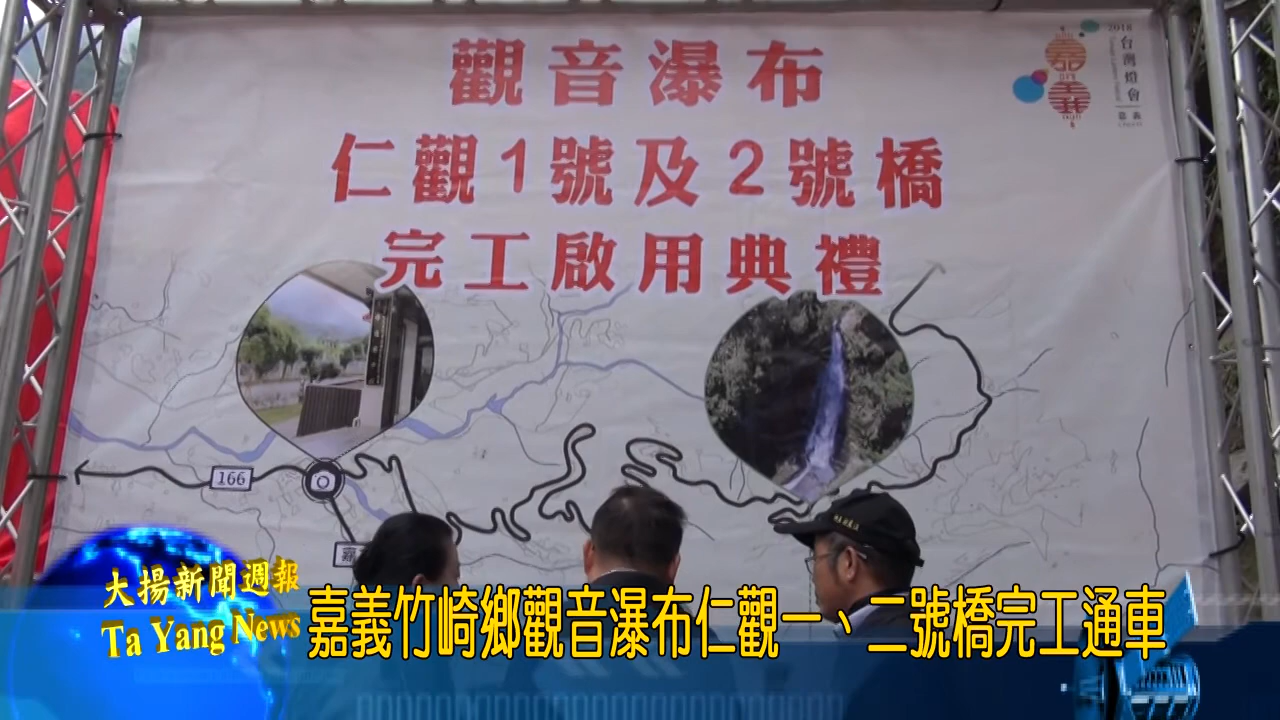 觀音瀑布
仁觀1號及2號橋
完工啟用典禮
2018
台灣燈會
嘉義
166
嘉
大揚新聞週報
Ta Yang News
嘉義竹崎鄉觀音瀑布仁觀一、二號橋完工通車